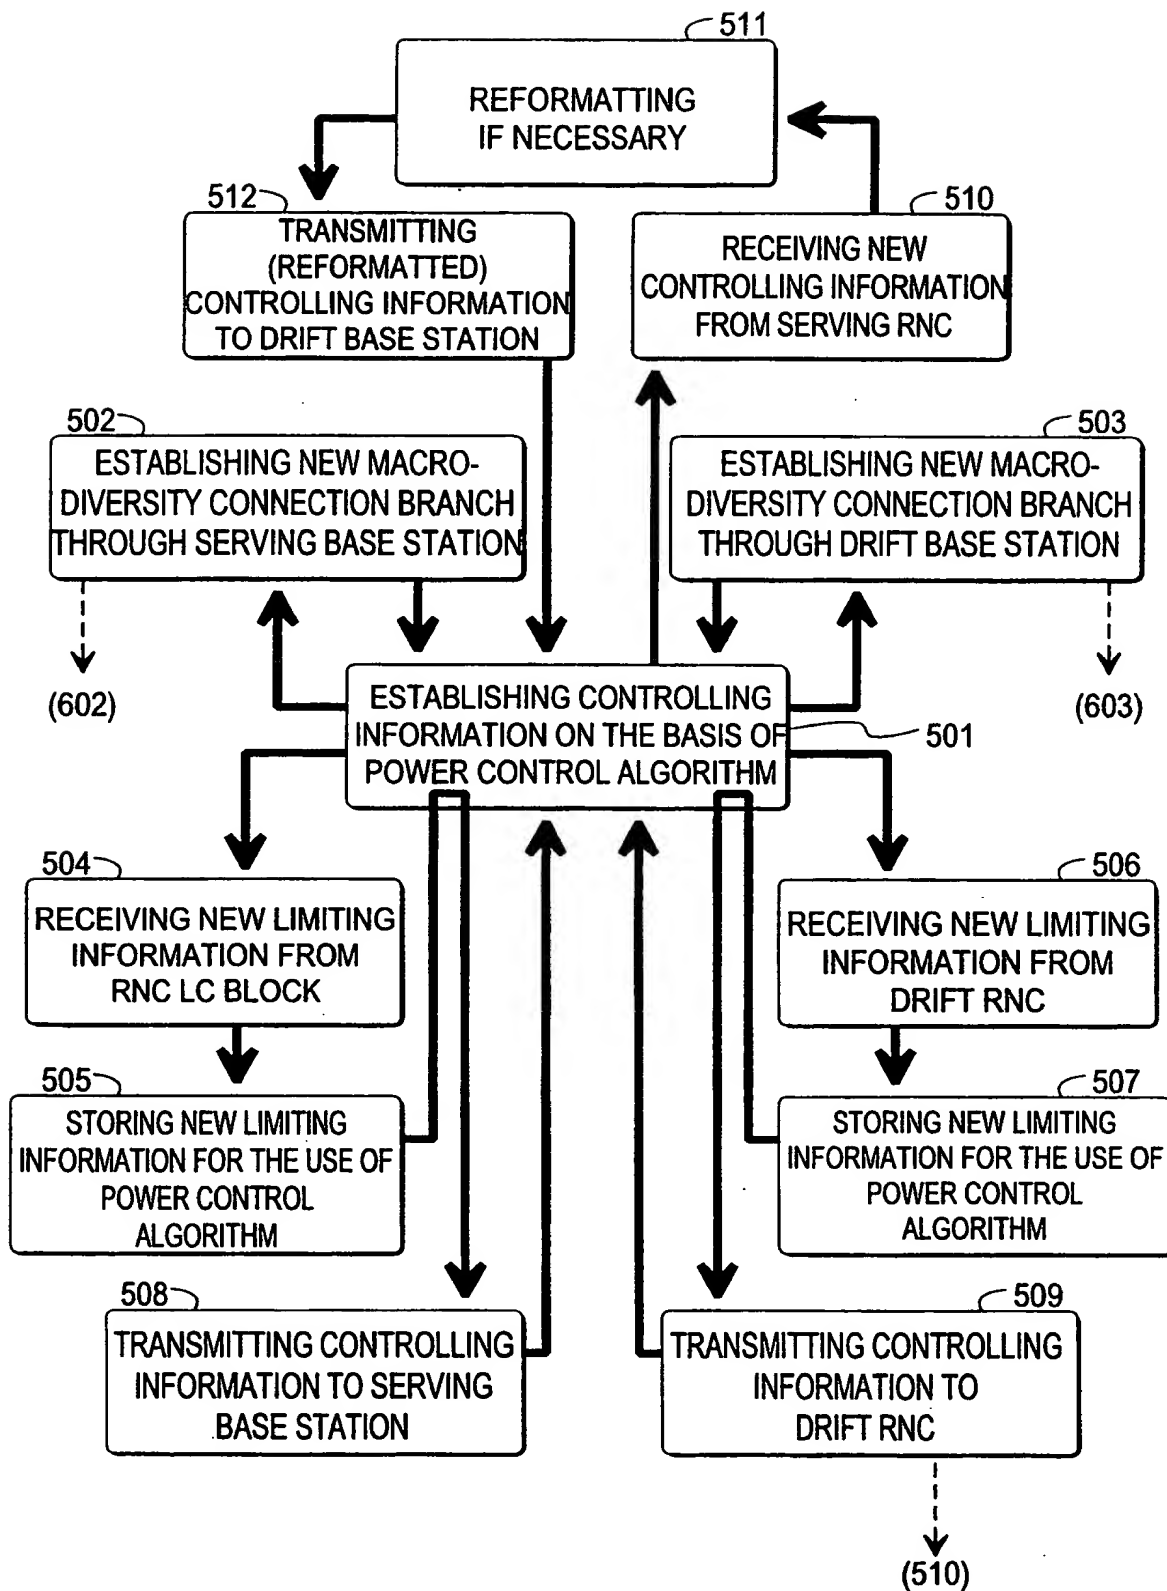 511
REFORMATTING
IF NECESSARY
512
TRANSMITTING
(REFORMATTED)
CONTROLLING INFORMATION
TO DRIFT BASE STATION
510
RECEIVING NEW
CONTROLLING INFORMATION
FROM SERVING RNC
502
ESTABLISHING NEW MACRO-
DIVERSITY CONNECTION BRANCH
THROUGH SERVING BASE STATION
503
ESTABLISHING NEW MACRO-
DIVERSITY CONNECTION BRANCH
THROUGH DRIFT BASE STATION
(602)
(603)
ESTABLISHING CONTROLLING
INFORMATION ON THE BASIS OF
POWER CONTROL ALGORITHM
501
504
RECEIVING NEW LIMITING
INFORMATION FROM
RNC LC BLOCK
506
RECEIVING NEW LIMITING
INFORMATION FROM
DRIFT RNC
505
STORING NEW LIMITING
INFORMATION FOR THE USE OF
POWER CONTROL
ALGORITHM
507
STORING NEW LIMITING
INFORMATION FOR THE USE OF
POWER CONTROL
ALGORITHM
508
TRANSMITTING CONTROLLING
INFORMATION TO SERVING
BASE STATION
509
TRANSMITTING CONTROLLING
INFORMATION TO
DRIFT RNC
(510)